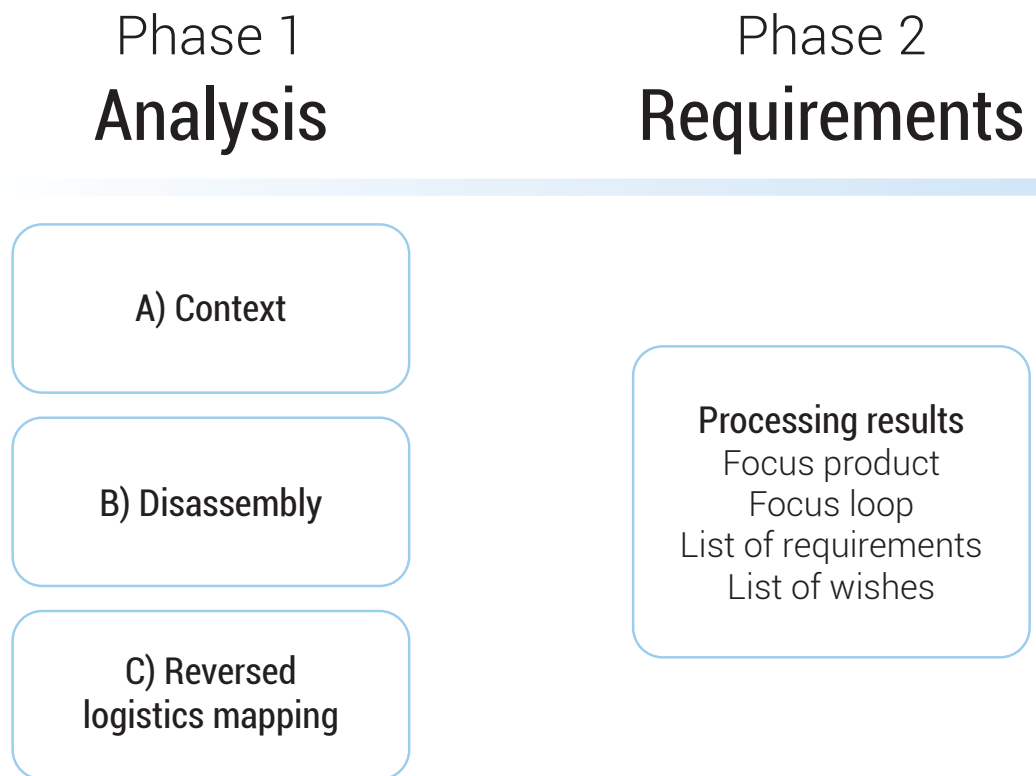 Phase 1
Analysis
A) Context
B) Disassembly
C) Reversed
logistics mapping
Phase 2
Requirements
Processing results
Focus product
Focus loop
List of requirements
List of wishes